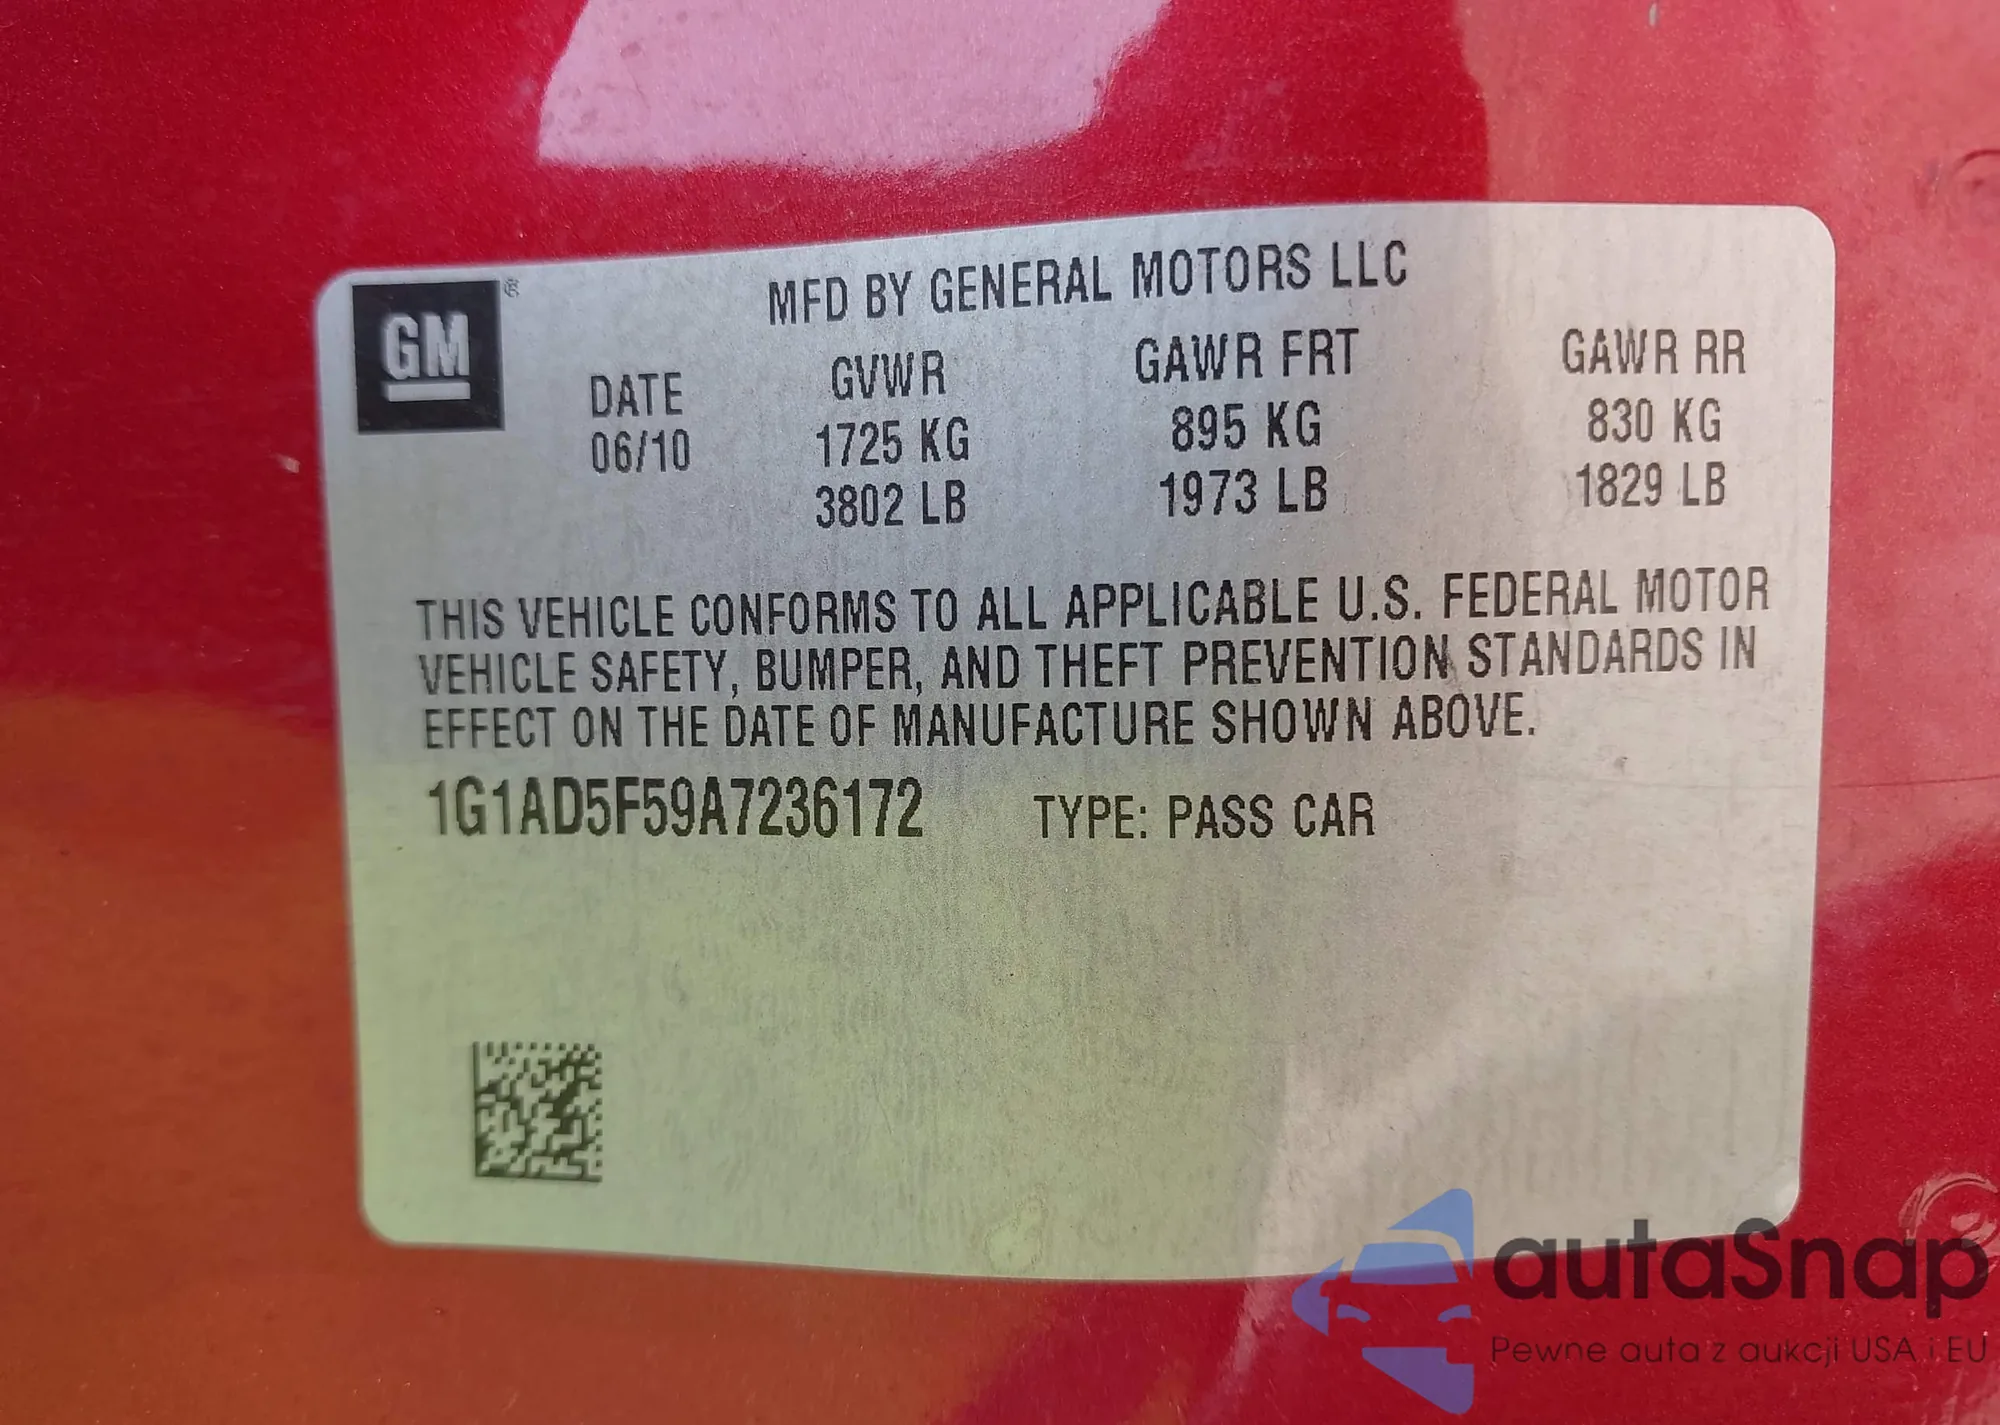 GM ®
MFD BY GENERAL MOTORS LLC
DATE GVWR GAWR FRT GAWR RR
06/10 1725 KG 895 KG 830 KG
3802 LB 1973 LB 1829 LB
THIS VEHICLE CONFORMS TO ALL APPLICABLE U.S. FEDERAL MOTOR
VEHICLE SAFETY, BUMPER, AND THEFT PREVENTION STANDARDS IN
EFFECT ON THE DATE OF MANUFACTURE SHOWN ABOVE.
1G1AD5F59A7236172 TYPE: PASS CAR
autaSnap
Pewne auta z aukcji USA i EU